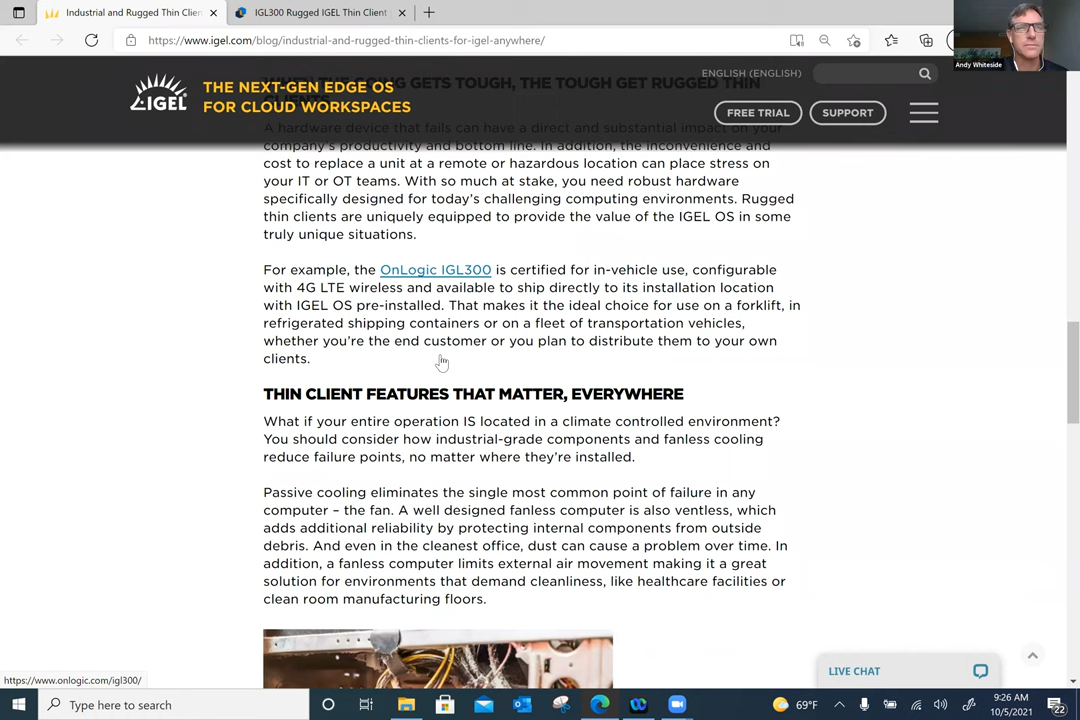 Industrial and Rugged Thin Clien
IGL300 Rugged IGEL Thin Client
https://www.igel.com/blog/industrial-and-rugged-thin-clients-for-igel-anywhere/
Andy Whiteside
IGEL
THE NEXT-GEN EDGE OS
FOR CLOUD WORKSPACES
ENGLISH (ENGLISH)
FREE TRIAL
SUPPORT
WHEN THE GOING GETS TOUGH, THE TOUGH GET RUGGED THIN
CLIENTS
A hardware device that fails can have a direct and substantial impact on your
company's productivity and bottom line. In addition, the inconvenience and
cost to replace a unit at a remote or hazardous location can place stress on
your IT or OT teams. With so much at stake, you need robust hardware
specifically designed for today's challenging computing environments. Rugged
thin clients are uniquely equipped to provide the value of the IGEL OS in some
truly unique situations.
For example, the OnLogic IGL300 is certified for in-vehicle use, configurable
with 4G LTE wireless and available to ship directly to its installation location
with IGEL OS pre-installed. That makes it the ideal choice for use on a forklift, in
refrigerated shipping containers or on a fleet of transportation vehicles,
whether you're the end customer or you plan to distribute them to your own
clients.
THIN CLIENT FEATURES THAT MATTER, EVERYWHERE
What if your entire operation IS located in a climate controlled environment?
You should consider how industrial-grade components and fanless cooling
reduce failure points, no matter where they're installed.
Passive cooling eliminates the single most common point of failure in any
computer – the fan. A well designed fanless computer is also ventless, which
adds additional reliability by protecting internal components from outside
debris. And even in the cleanest office, dust can cause a problem over time. In
addition, a fanless computer limits external air movement making it a great
solution for environments that demand cleanliness, like healthcare facilities or
clean room manufacturing floors.
LIVE CHAT
https://www.onlogic.com/igl300/
Type here to search
69°F
9:26 AM
10/5/2021
22